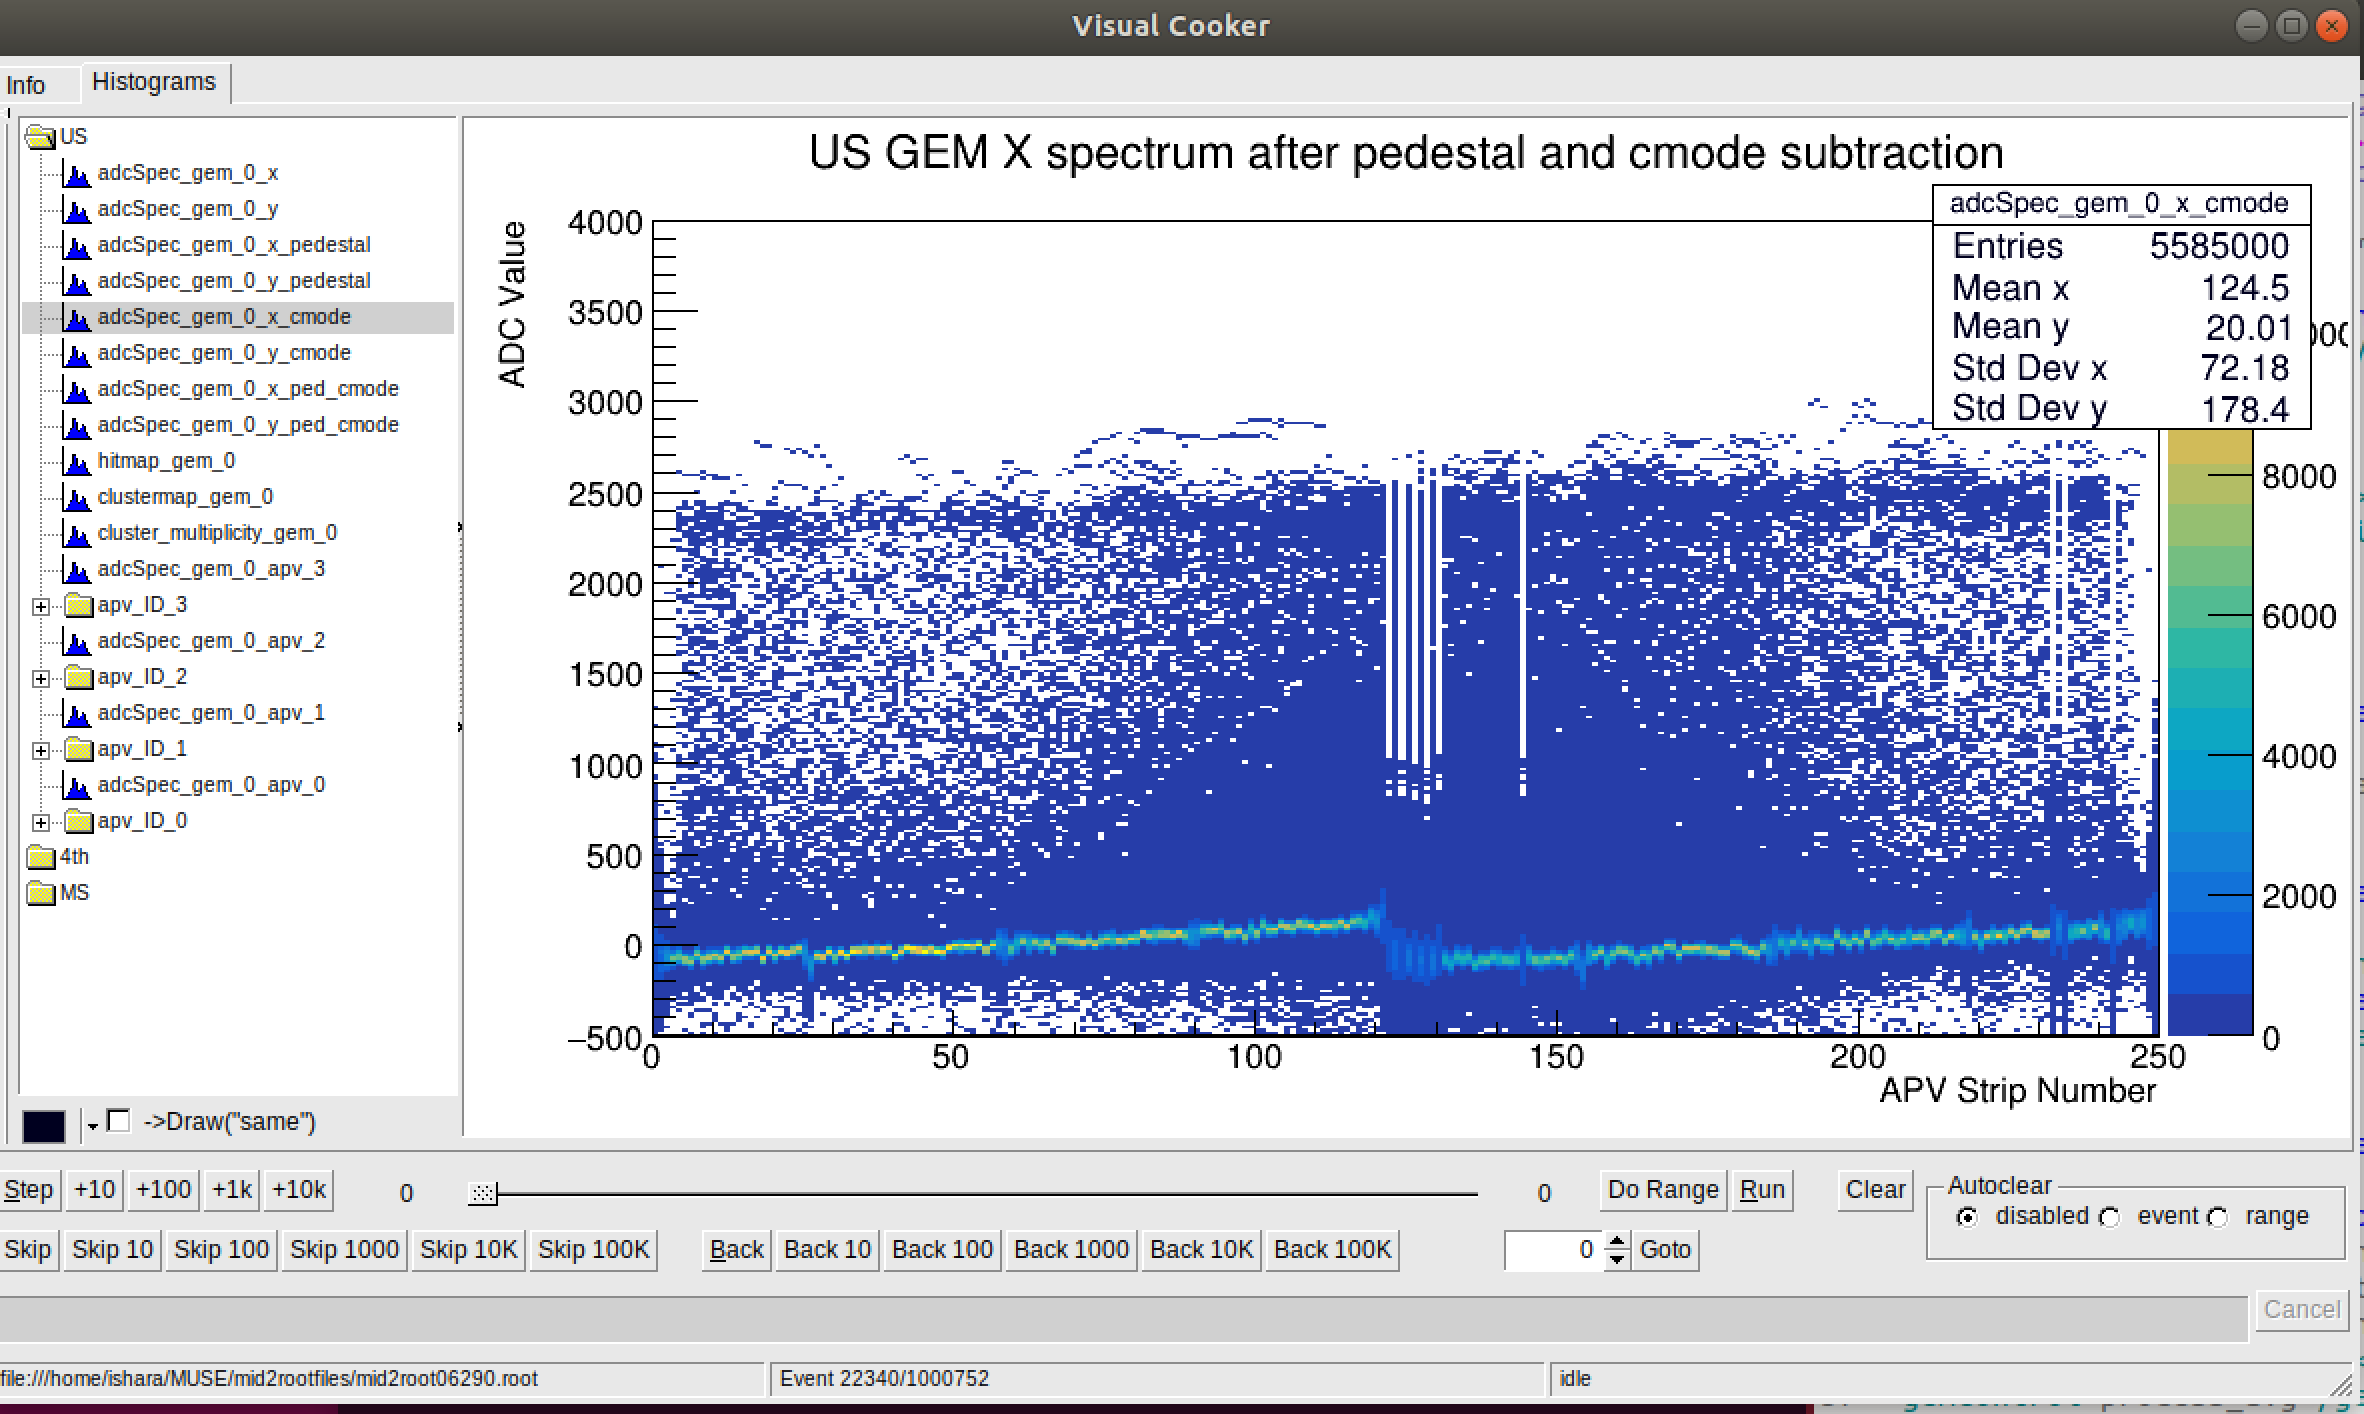 Visual Cooker
Info
Histograms
US
adcSpec_gem_0_x
adcSpec_gem_0_y
adcSpec_gem_0_x_pedestal
adcSpec_gem_0_y_pedestal
adcSpec_gem_0_x_cmode
adcSpec_gem_0_y_cmode
adcSpec_gem_0_x_ped_cmode
adcSpec_gem_0_y_ped_cmode
hitmap_gem_0
clustermap_gem_0
cluster_multiplicity_gem_0
adcSpec_gem_0_apv_3
apv_ID_3
adcSpec_gem_0_apv_2
apv_ID_2
adcSpec_gem_0_apv_1
apv_ID_1
adcSpec_gem_0_apv_0
apv_ID_0
4th
MS
->Draw("same")
US GEM X spectrum after pedestal and cmode subtraction
adcSpec_gem_0_x_cmode
Entries 5585000
Mean x 124.5
Mean y 20.01
Std Dev x 72.18
Std Dev y 178.4
ADC Value
4000
3500
3000
2500
2000
1500
1000
500
0
−500
0 50 100 150 200 250
APV Strip Number
8000
6000
4000
2000
0
Step +10 +100 +1k +10k 0 0 Do Range Run Clear
Autoclear
disabled event range
Skip Skip 10 Skip 100 Skip 1000 Skip 10K Skip 100K Back Back 10 Back 100 Back 1000 Back 10K Back 100K 0 Goto
Cancel
file:///home/ishara/MUSE/mid2rootfiles/mid2root06290.root
Event 22340/1000752
idle